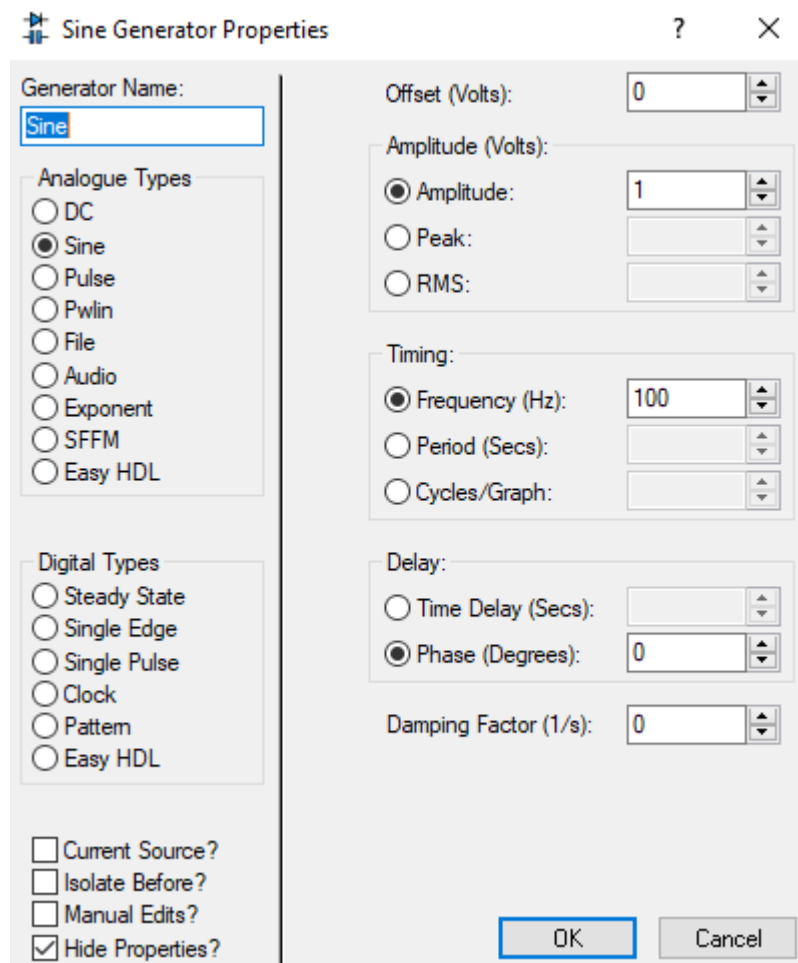 Sine Generator Properties
?
Generator Name:
Sine
Analogue Types
DC
Sine
Pulse
Pwlin
File
Audio
Exponent
SFFM
Easy HDL
Digital Types
Steady State
Single Edge
Single Pulse
Clock
Pattern
Easy HDL
Current Source?
Isolate Before?
Manual Edits?
Hide Properties?
Offset (Volts): 0
Amplitude (Volts):
Amplitude: 1
Peak:
RMS:
Timing:
Frequency (Hz): 100
Period (Secs):
Cycles/Graph:
Delay:
Time Delay (Secs):
Phase (Degrees): 0
Damping Factor (1/s): 0
OK Cancel